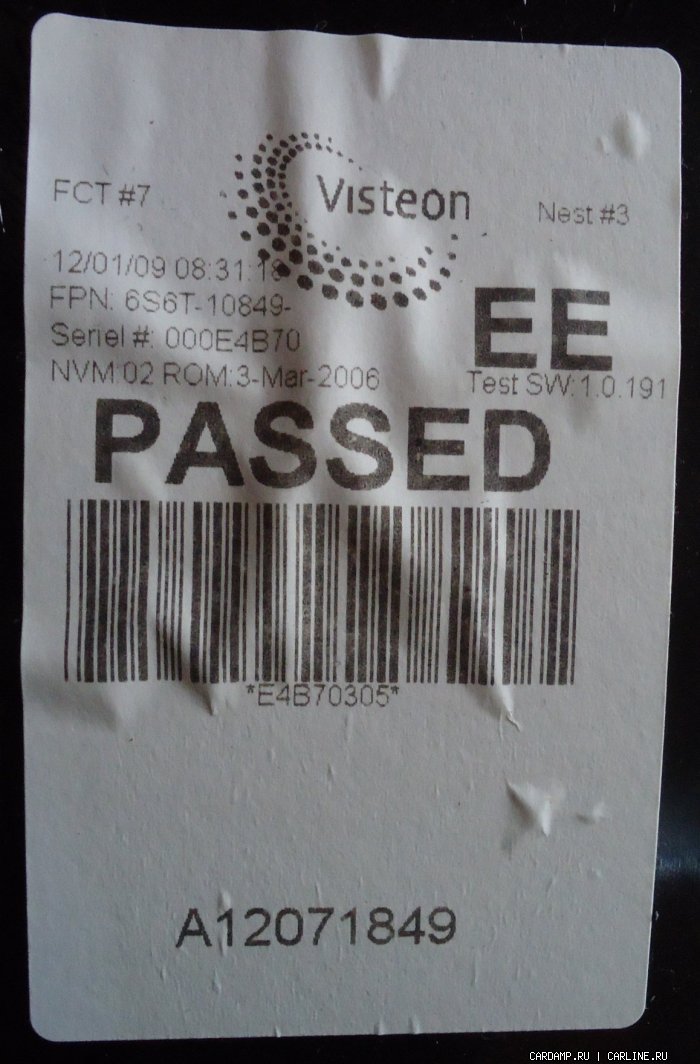 Visteon
FCT #7
Nest #3
12/01/09 08:31:18
FPN: 6S6T-10849-
EE
Seriel #: 000E4B70
NVM:02 ROM:3-Mar-2006
Test SW:1.0.191
PASSED
*E4B70305*
A12071849
CARDAMP.RU | CARLINE.RU